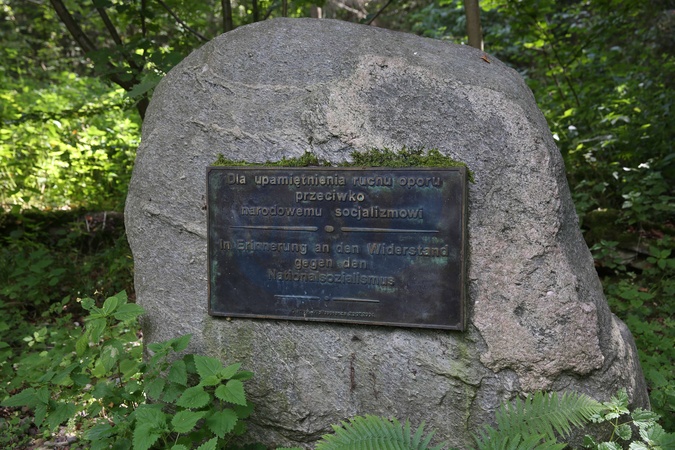 Dla upamiętnienia ruchu oporu
przeciwko
narodowemu socjalizmowi
In Erinnerung an den Widerstand
gegen den
Nationalsozialismus